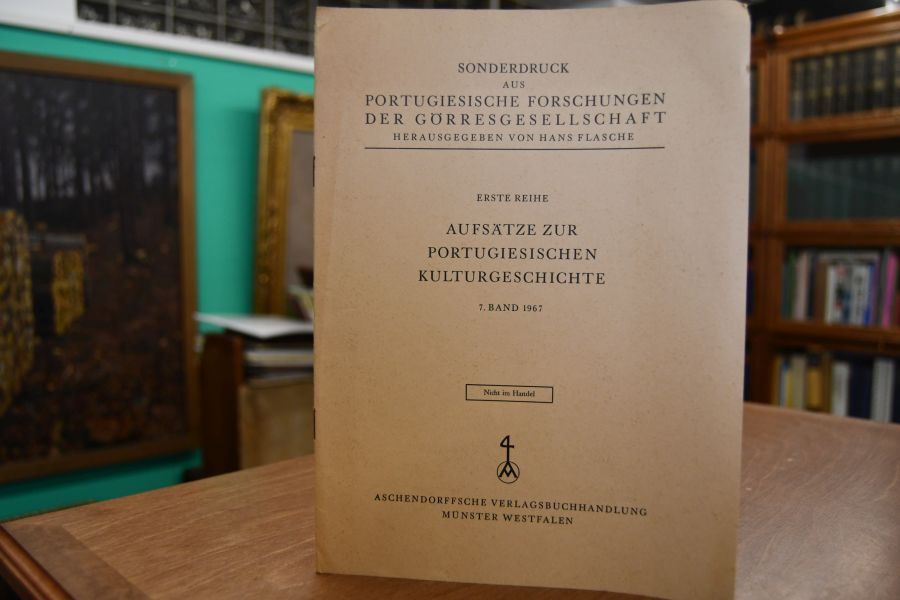 SONDERDRUCK
AUS
PORTUGIESISCHE FORSCHUNGEN
DER GÖRRESGESELLSCHAFT
HERAUSGEGEBEN VON HANS FLASCHE
ERSTE REIHE
AUFSÄTZE ZUR
PORTUGIESISCHEN
KULTURGESCHICHTE
7. BAND 1967
Nicht im Handel
ASCHENDORFFSCHE VERLAGSBUCHHANDLUNG
MÜNSTER WESTFALEN